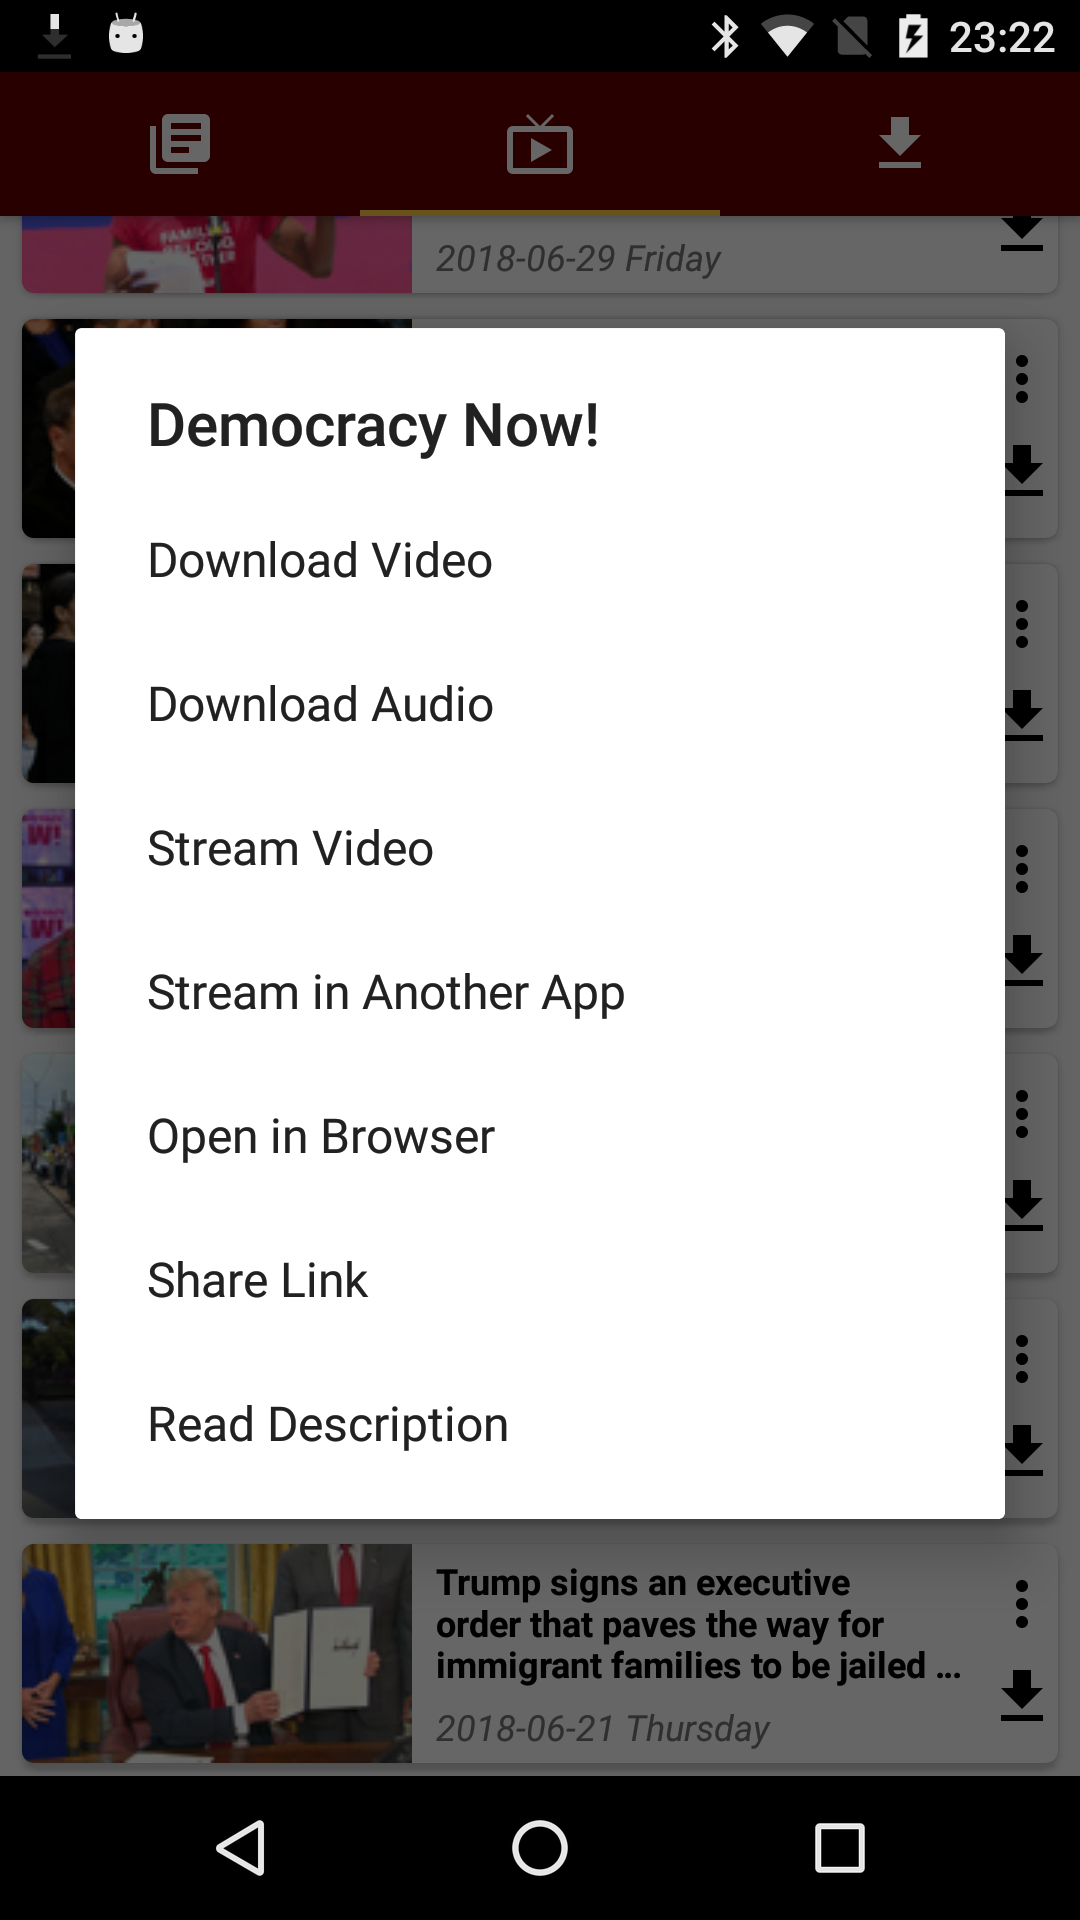 23:22
FAMILIES
BELONG
2018-06-29 Friday
Democracy Now!
Download Video
Download Audio
Stream Video
W!
W!
Stream in Another App
Open in Browser
Share Link
Read Description
Trump signs an executive
order that paves the way for
immigrant families to be jailed ...
2018-06-21 Thursday